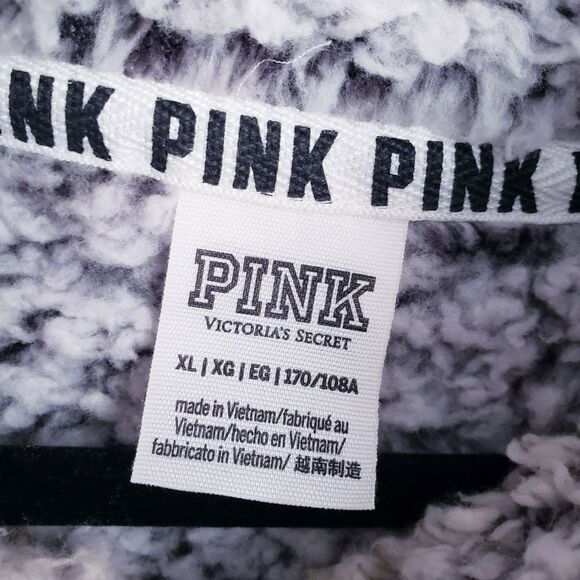 INK PINK PINK
PINK
VICTORIA'S SECRET
XL | XG | EG | 170/108A
made in Vietnam/fabriqué au
Vietnam/hecho en Vietnam/
fabbricato in Vietnam/ 越南制造